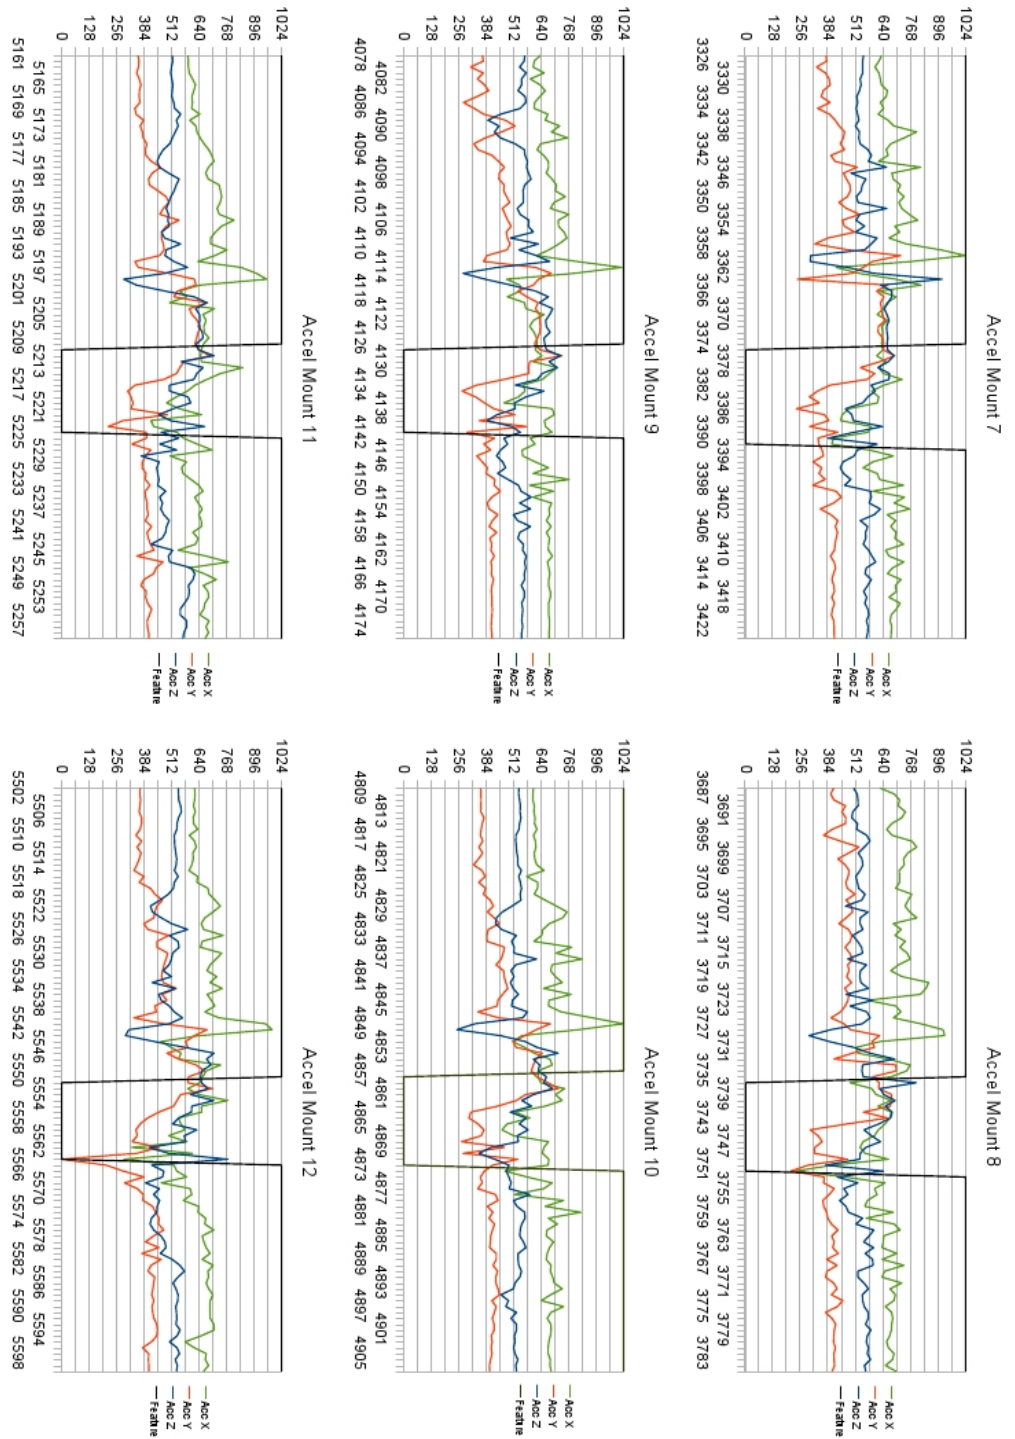 Accel Mount 7
1024
896
768
640
512
384
256
128
0
Acc X
Acc Y
Acc Z
Feature
3330 3338 3346 3354 3362 3370 3378 3386 3394 3402 3410 3418
3326 3334 3342 3350 3358 3366 3374 3382 3390 3398 3406 3414 3422
Accel Mount 8
1024
896
768
640
512
384
256
128
0
Acc X
Acc Y
Acc Z
Feature
3691 3699 3707 3715 3723 3731 3739 3747 3755 3763 3771 3779
3687 3695 3703 3711 3719 3727 3735 3743 3751 3759 3767 3775 3783
Accel Mount 9
1024
896
768
640
512
384
256
128
0
Acc X
Acc Y
Acc Z
Feature
4082 4090 4098 4106 4114 4122 4130 4138 4146 4154 4162 4170
4078 4086 4094 4102 4110 4118 4126 4134 4142 4150 4158 4166 4174
Accel Mount 10
1024
896
768
640
512
384
256
128
0
Acc X
Acc Y
Acc Z
Feature
4813 4821 4829 4837 4845 4853 4861 4869 4877 4885 4893 4901
4809 4817 4825 4833 4841 4849 4857 4865 4873 4881 4889 4897 4905
Accel Mount 11
1024
896
768
640
512
384
256
128
0
Acc X
Acc Y
Acc Z
Feature
5165 5173 5181 5189 5197 5205 5213 5221 5229 5237 5245 5253
5161 5169 5177 5185 5193 5201 5209 5217 5225 5233 5241 5249 5257
Accel Mount 12
1024
896
768
640
512
384
256
128
0
Acc X
Acc Y
Acc Z
Feature
5506 5514 5522 5530 5538 5546 5554 5562 5570 5578 5586 5594
5502 5510 5518 5526 5534 5542 5550 5558 5566 5574 5582 5590 5598